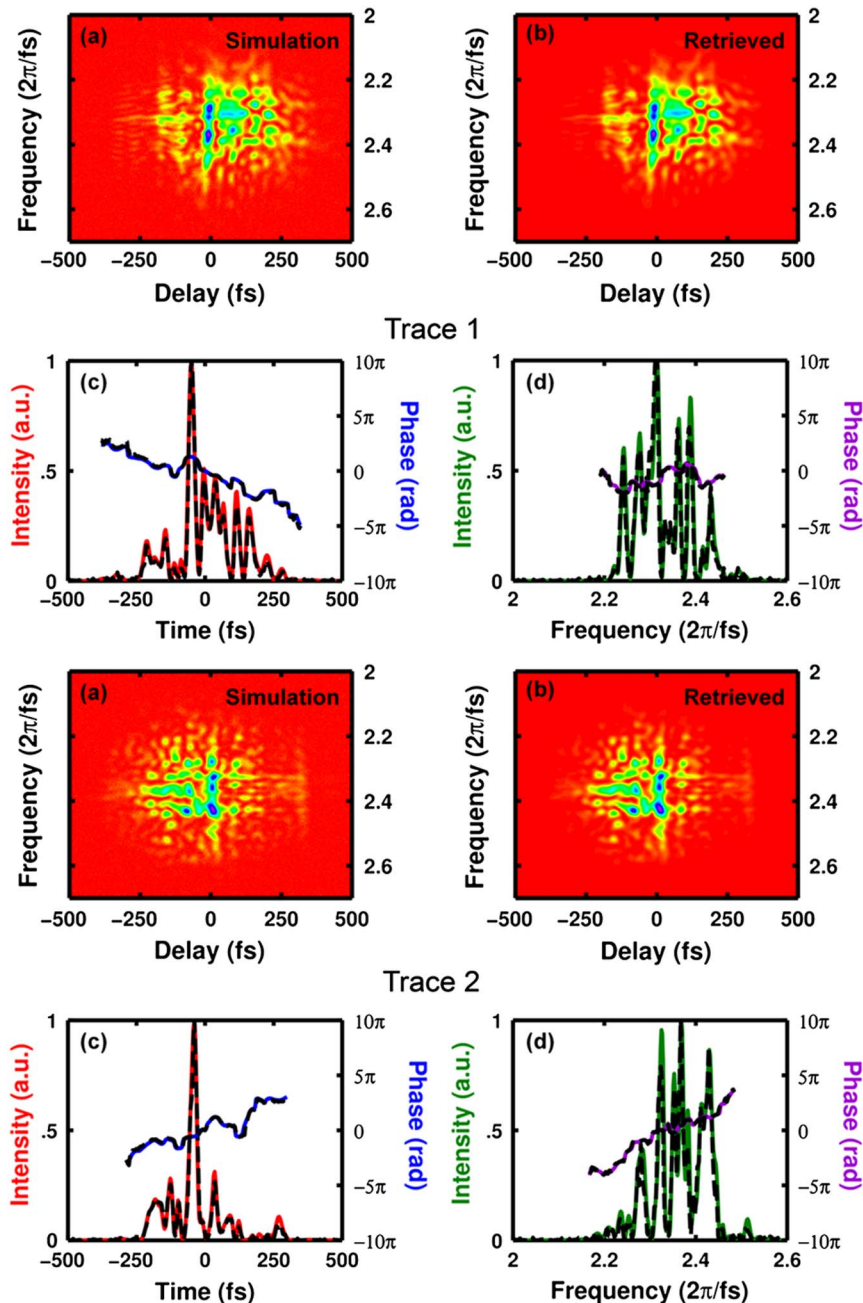 (a) Simulation
(b) Retrieved
Frequency (2π/fs)
2
2.2
2.4
2.6
−500 −250 0 250 500
Delay (fs)
Frequency (2π/fs)
2
2.2
2.4
2.6
−500 −250 0 250 500
Delay (fs)
Trace 1
(c)
Intensity (a.u.)
1
.5
0
10π
5π
0
−5π
−10π
Phase (rad)
−500 −250 0 250 500
Time (fs)
(d)
Intensity (a.u.)
1
.5
0
10π
5π
0
−5π
−10π
Phase (rad)
2 2.2 2.4 2.6
Frequency (2π/fs)
(a) Simulation
(b) Retrieved
Frequency (2π/fs)
2
2.2
2.4
2.6
−500 −250 0 250 500
Delay (fs)
Frequency (2π/fs)
2
2.2
2.4
2.6
−500 −250 0 250 500
Delay (fs)
Trace 2
(c)
Intensity (a.u.)
1
.5
0
10π
5π
0
−5π
−10π
Phase (rad)
−500 −250 0 250 500
Time (fs)
(d)
Intensity (a.u.)
1
.5
0
10π
5π
0
−5π
−10π
Phase (rad)
2 2.2 2.4 2.6
Frequency (2π/fs)